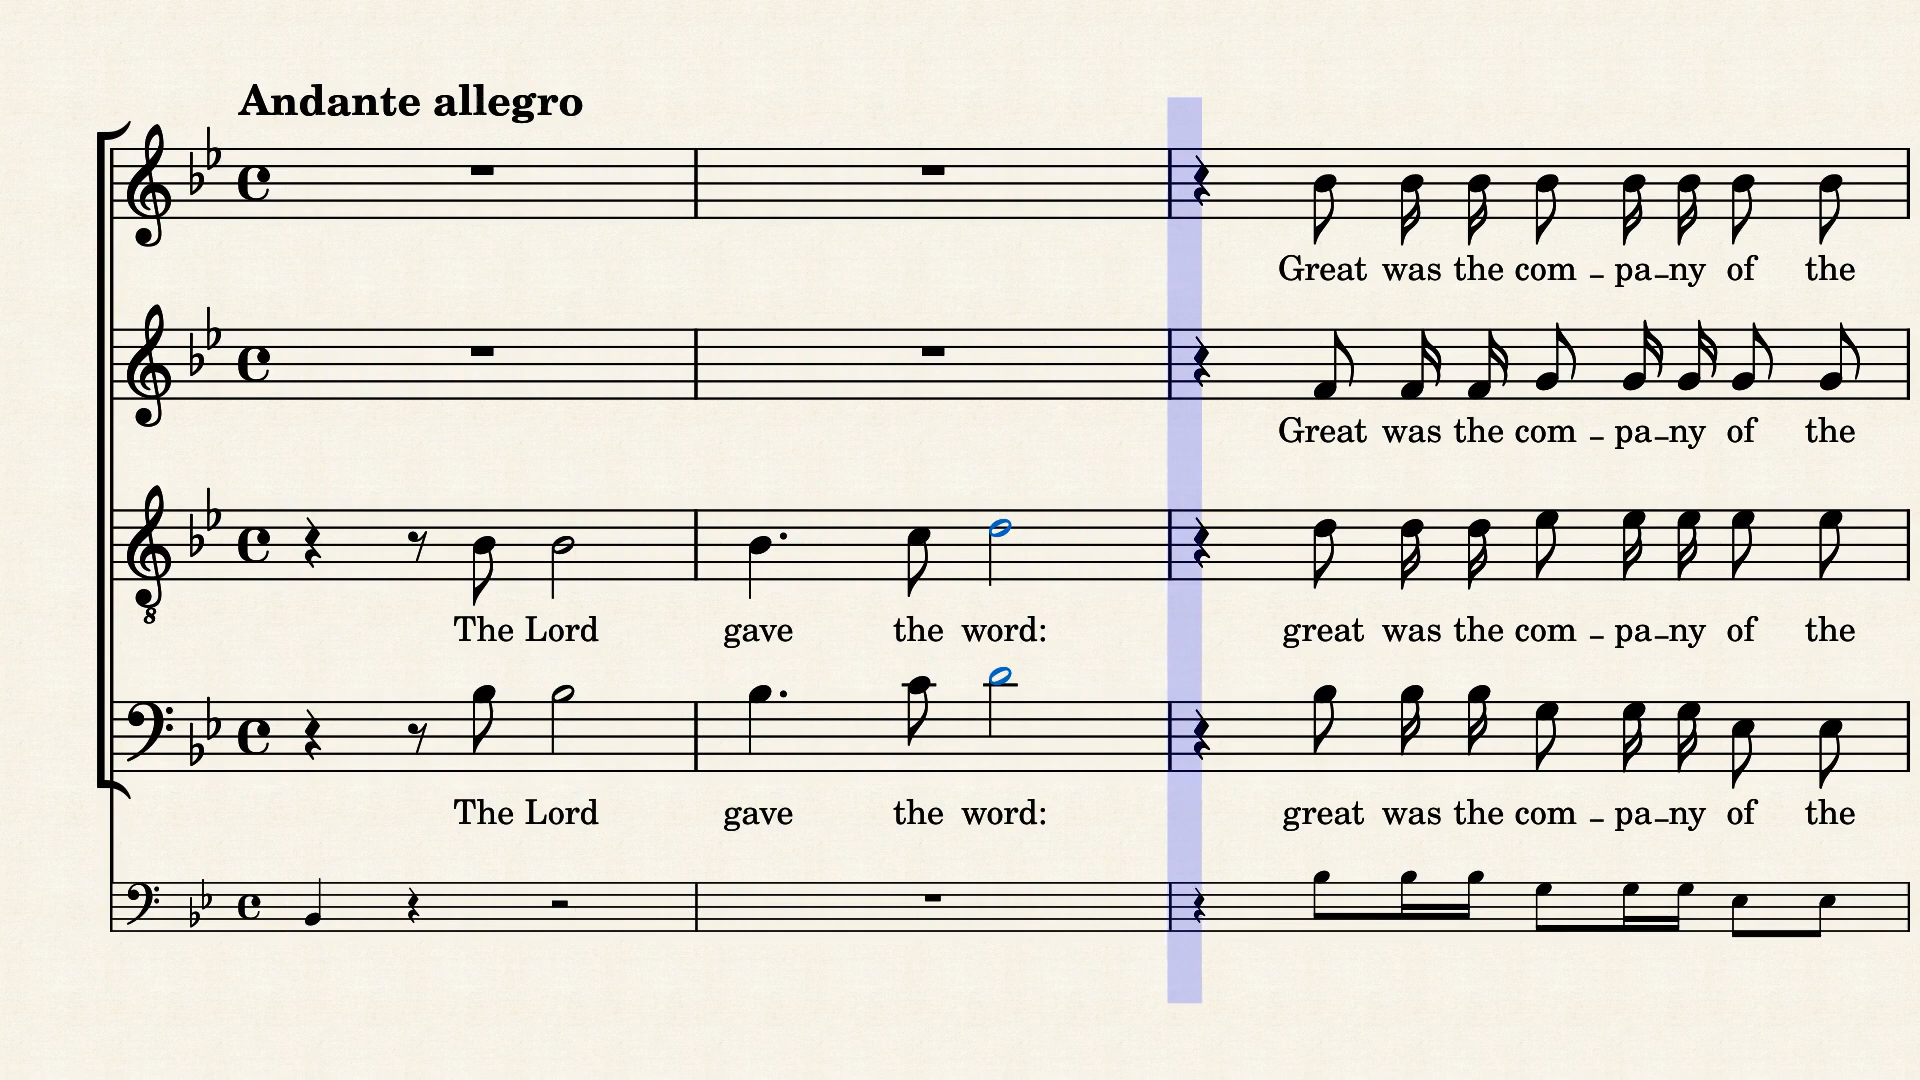 Andante allegro
Great was the com - pa - ny of the
Great was the com - pa - ny of the
The Lord gave the word: great was the com - pa - ny of the
The Lord gave the word: great was the com - pa - ny of the